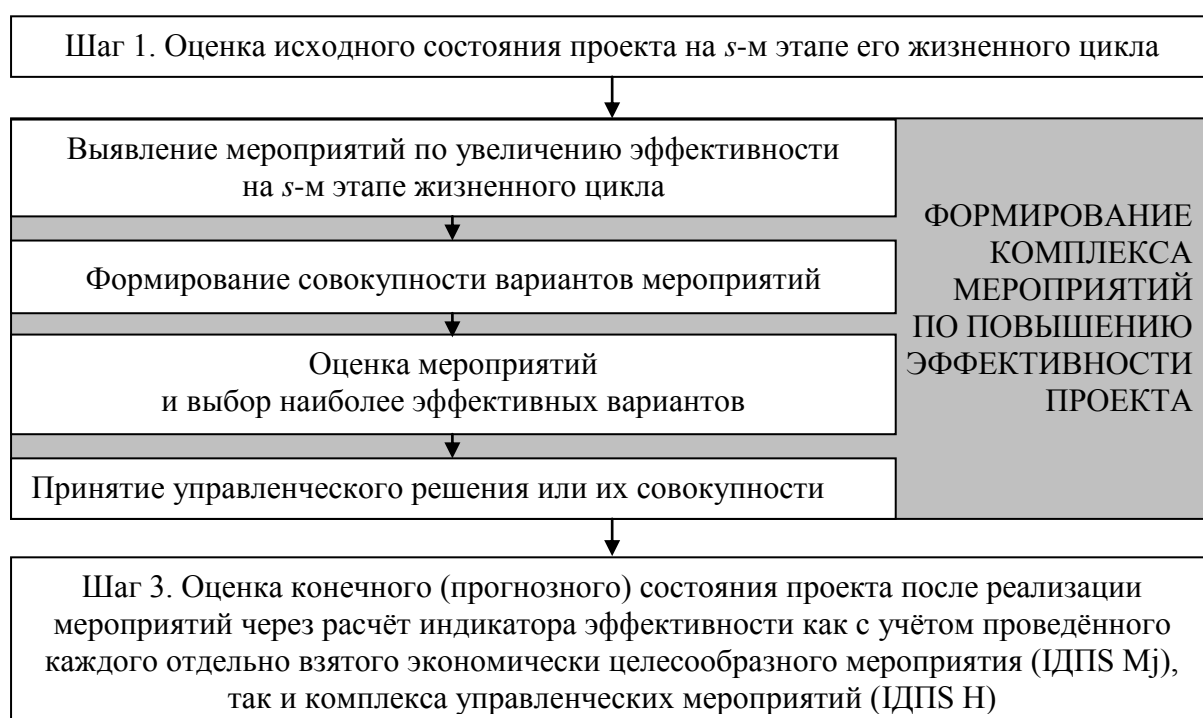 Шаг 1. Оценка исходного состояния проекта на s-м этапе его жизненного цикла
Выявление мероприятий по увеличению эффективности
на s-м этапе жизненного цикла
Формирование совокупности вариантов мероприятий
Оценка мероприятий
и выбор наиболее эффективных вариантов
Принятие управленческого решения или их совокупности
ФОРМИРОВАНИЕ
КОМПЛЕКСА
МЕРОПРИЯТИЙ
ПО ПОВЫШЕНИЮ
ЭФФЕКТИВНОСТИ
ПРОЕКТА
Шаг 3. Оценка конечного (прогнозного) состояния проекта после реализации
мероприятий через расчёт индикатора эффективности как с учётом проведённого
каждого отдельно взятого экономически целесообразного мероприятия (IДПS Mj),
так и комплекса управленческих мероприятий (IДПS H)